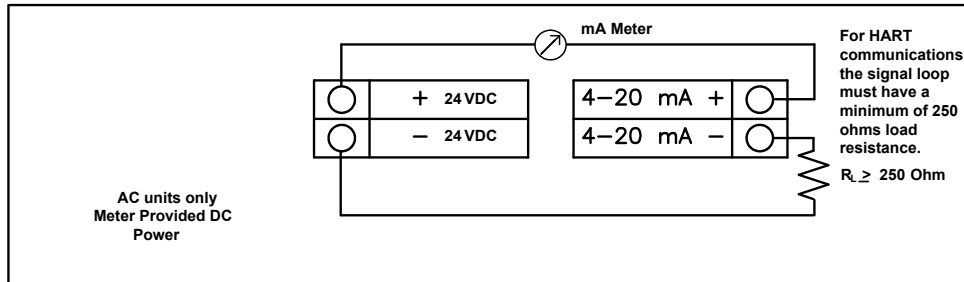 mA Meter
+ 24 VDC
− 24 VDC
4−20 mA +
4−20 mA −
For HART
communications
the signal loop
must have a
minimum of 250
ohms load
resistance.
RL ≥ 250 Ohm
AC units only
Meter Provided DC
Power